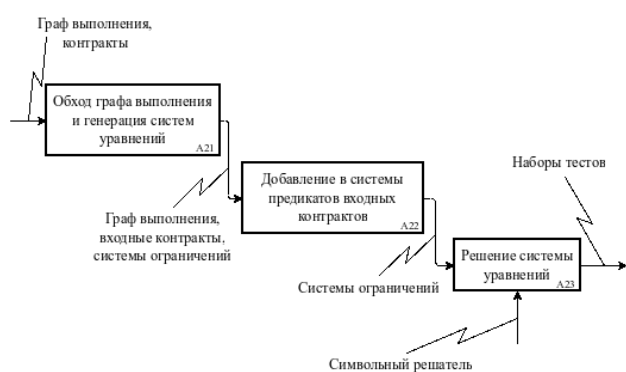 Граф выполнения,
контракты
Обход графа выполнения
и генерация систем
уравнений
A21
Добавление в системы
предикатов входных
контрактов
A22
Наборы тестов
Граф выполнения,
входные контракты,
системы ограничений
Решение системы
уравнений
A23
Системы ограничений
Символьный решатель